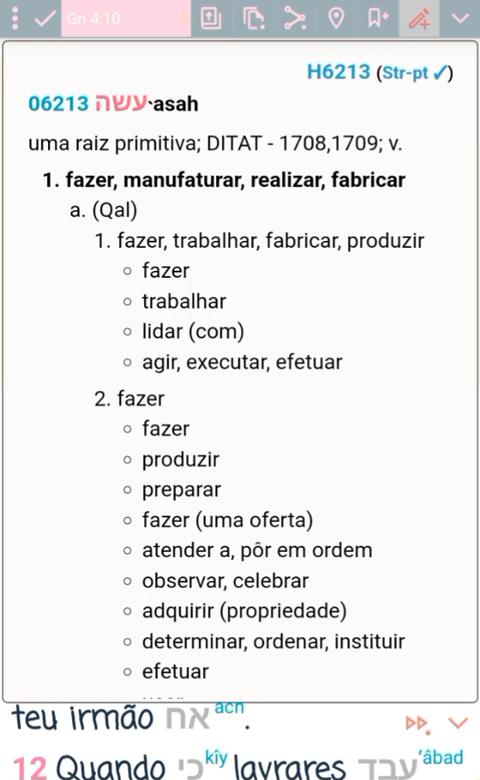 Gn 4:10
H6213 (Str-pt ✓)
06213 עשה `asah
uma raiz primitiva; DITAT - 1708,1709; v.
1. fazer, manufaturar, realizar, fabricar
a. (Qal)
1. fazer, trabalhar, fabricar, produzir
○ fazer
○ trabalhar
○ lidar (com)
○ agir, executar, efetuar
2. fazer
○ fazer
○ produzir
○ preparar
○ fazer (uma oferta)
○ atender a, pôr em ordem
○ observar, celebrar
○ adquirir (propriedade)
○ determinar, ordenar, instituir
○ efetuar
teu irmão אח 'ach.
12 Quando כי kîy lavrares עבד 'âbad